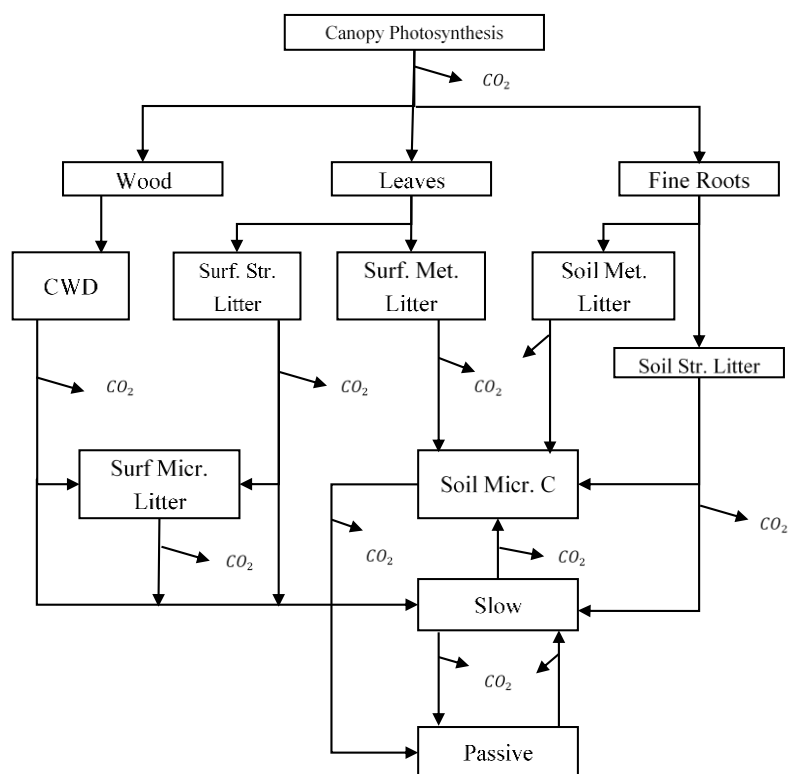 Canopy Photosynthesis
CO₂
Wood
Leaves
Fine Roots
CWD
Surf. Str.
Litter
Surf. Met.
Litter
Soil Met.
Litter
Soil Str. Litter
CO₂
CO₂
CO₂
Surf Micr.
Litter
Soil Micr. C
CO₂
CO₂
CO₂
CO₂
Slow
CO₂
Passive